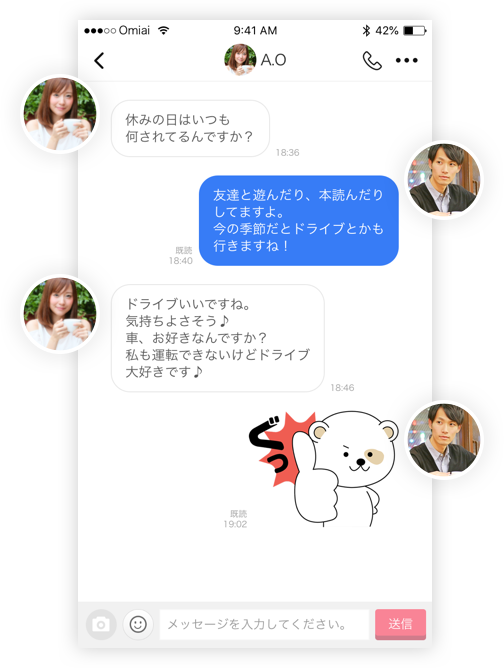 Omiai
9:41 AM
42%
A.O
休みの日はいつも
何されてるんですか？
18:36
友達と遊んだり、本読んだり
してますよ。
今の季節だとドライブとかも
行きますね！
既読
18:40
ドライブいいですね。
気持ちよさそう♪
車、お好きなんですか？
私も運転できないけどドライブ
大好きです♪
18:46
ぐっ
既読
19:02
メッセージを入力してください。
送信